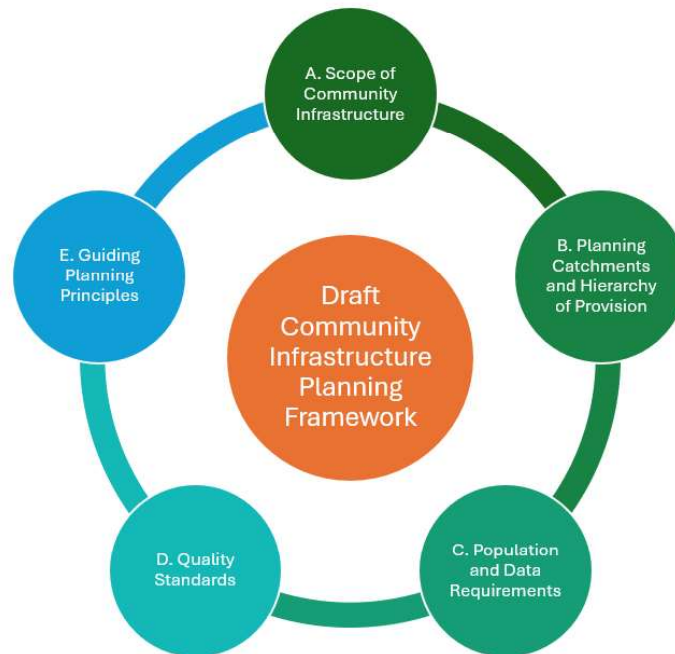 A. Scope of
Community
Infrastructure
B. Planning
Catchments
and Hierarchy
of Provision
C. Population
and Data
Requirements
D. Quality
Standards
E. Guiding
Planning
Principles
Draft
Community
Infrastructure
Planning
Framework